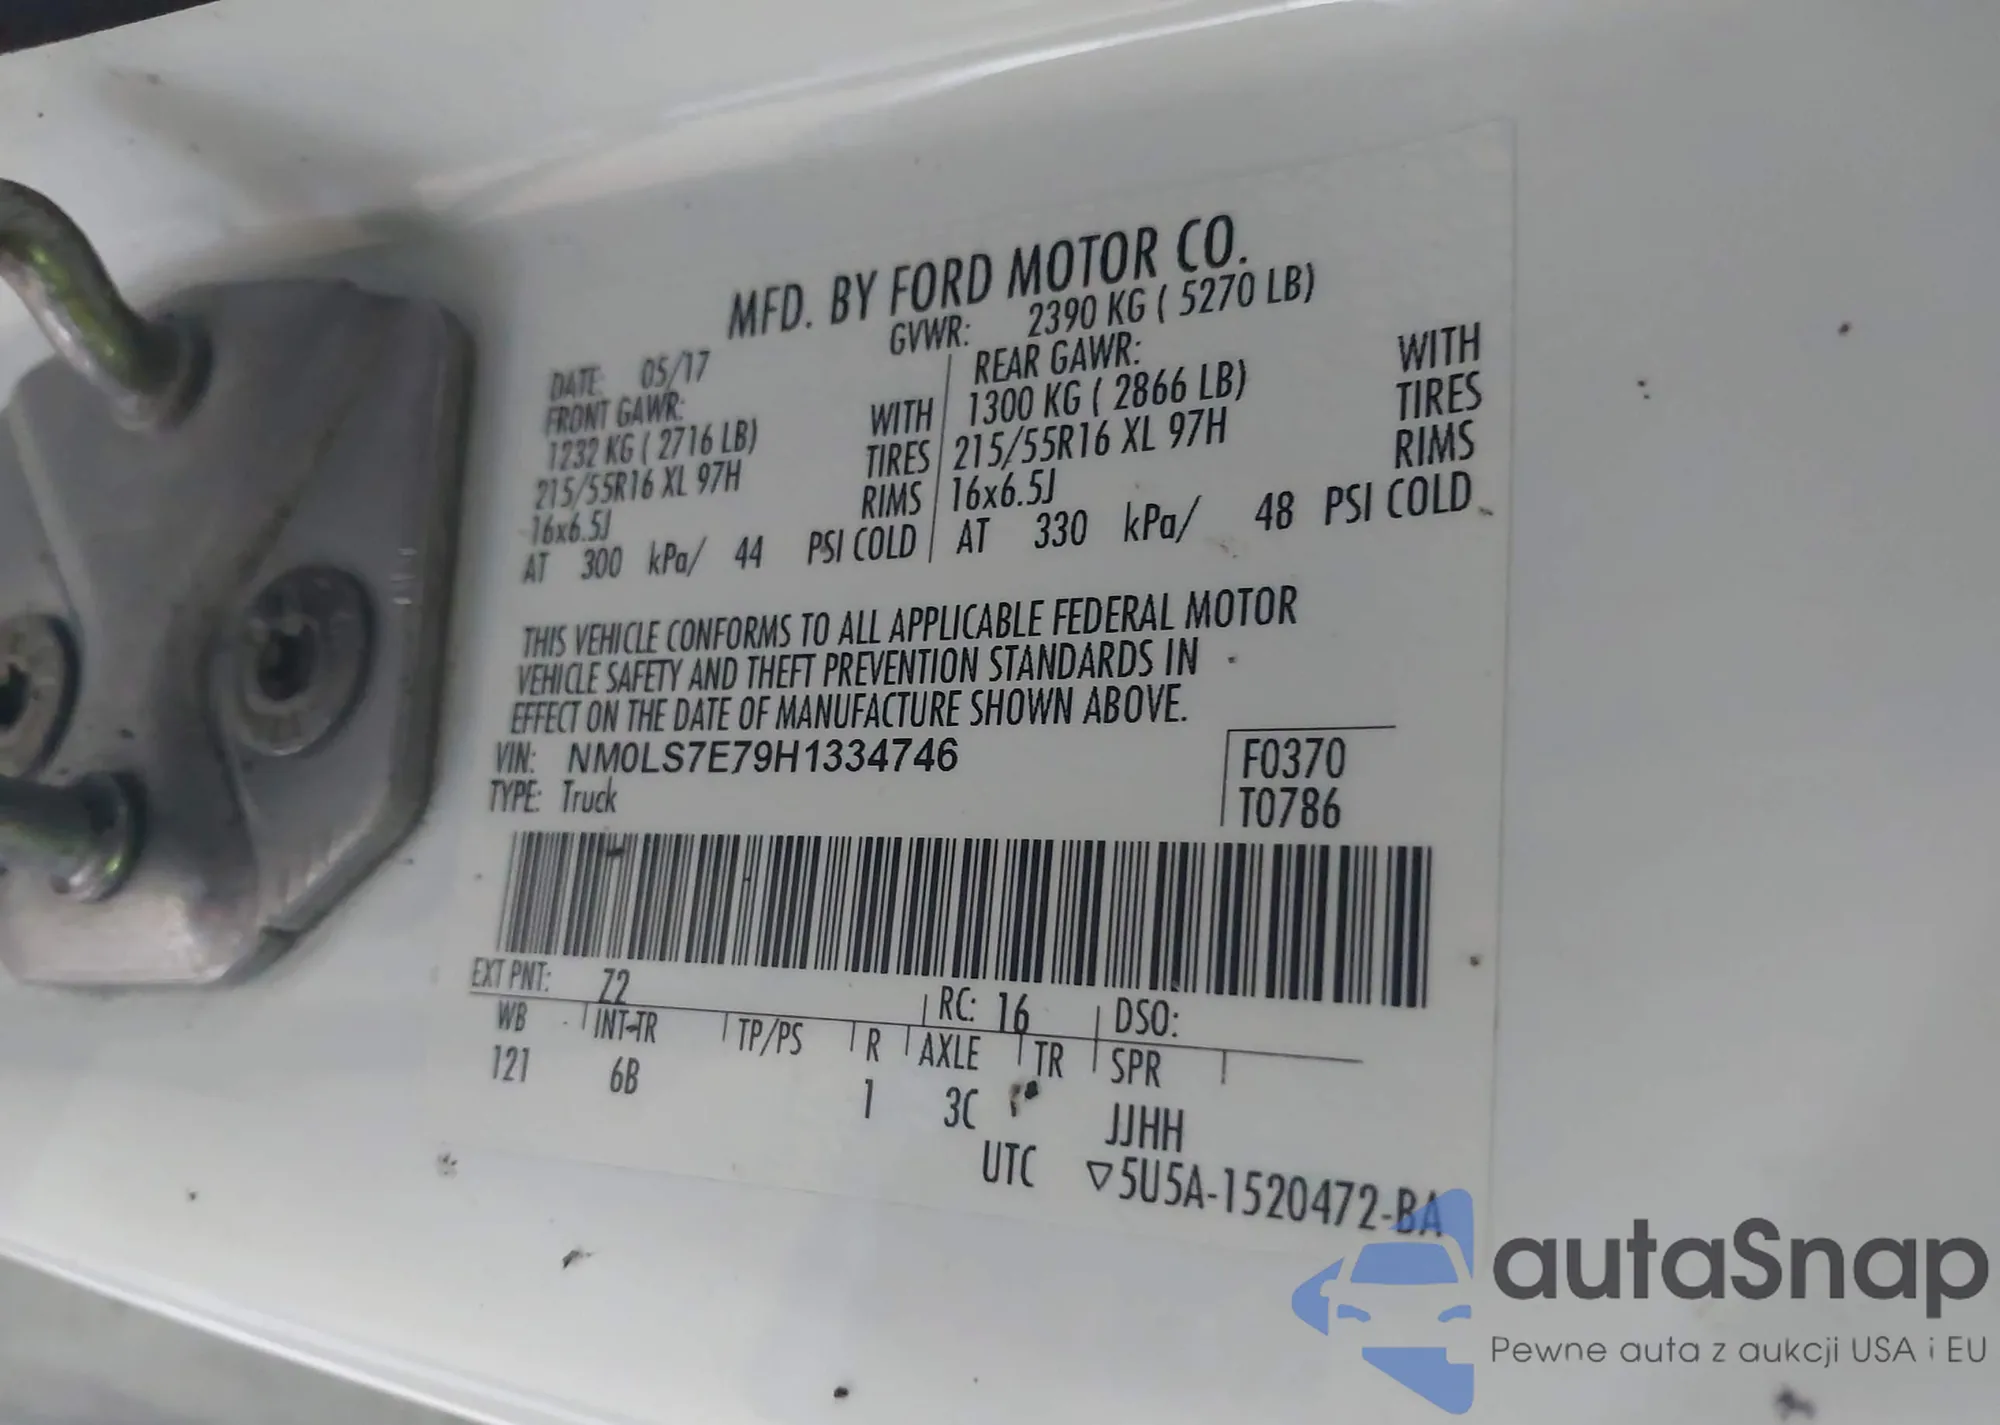 MFD. BY FORD MOTOR CO.
DATE: 05/17 GVWR: 2390 KG ( 5270 LB)
FRONT GAWR: REAR GAWR:
1232 KG ( 2716 LB) WITH 1300 KG ( 2866 LB) WITH
215/55R16 XL 97H TIRES 215/55R16 XL 97H TIRES
16x6.5J RIMS 16x6.5J RIMS
AT 300 kPa/ 44 PSI COLD AT 330 kPa/ 48 PSI COLD
THIS VEHICLE CONFORMS TO ALL APPLICABLE FEDERAL MOTOR
VEHICLE SAFETY AND THEFT PREVENTION STANDARDS IN
EFFECT ON THE DATE OF MANUFACTURE SHOWN ABOVE.
VIN: NM0LS7E79H1334746 F0370
TYPE: Truck T0786
EXT PNT: Z2 RC: 16 DSO:
WB INT-TR TP/PS R AXLE TR SPR
121 6B 1 3C JJHH
UTC ▽5U5A-1520472-BA
autaSnap
Pewne auta z aukcji USA i EU